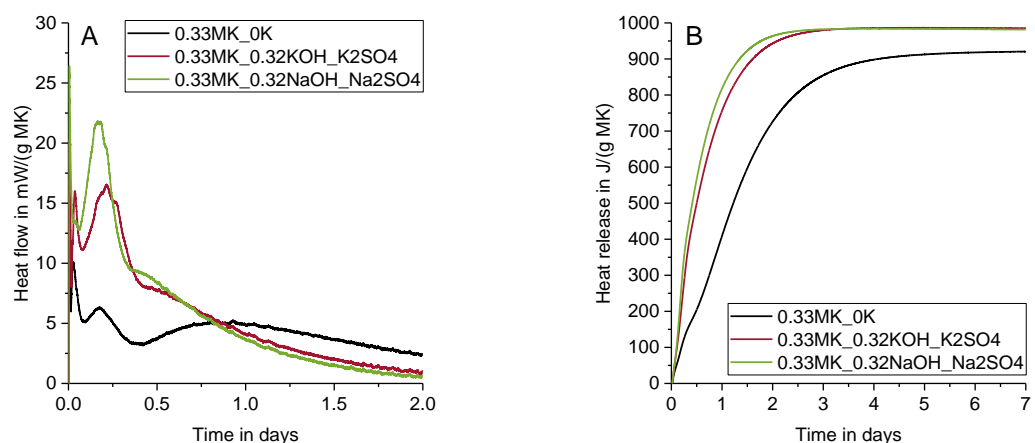 A
0.33MK_0K
0.33MK_0.32KOH_K2SO4
0.33MK_0.32NaOH_Na2SO4
30
25
20
15
10
5
0
Heat flow in mW/(g MK)
0.0 0.5 1.0 1.5 2.0
Time in days
B
1000
900
800
700
600
500
400
300
200
100
0
Heat release in J/(g MK)
0.33MK_0K
0.33MK_0.32KOH_K2SO4
0.33MK_0.32NaOH_Na2SO4
0 1 2 3 4 5 6 7
Time in days